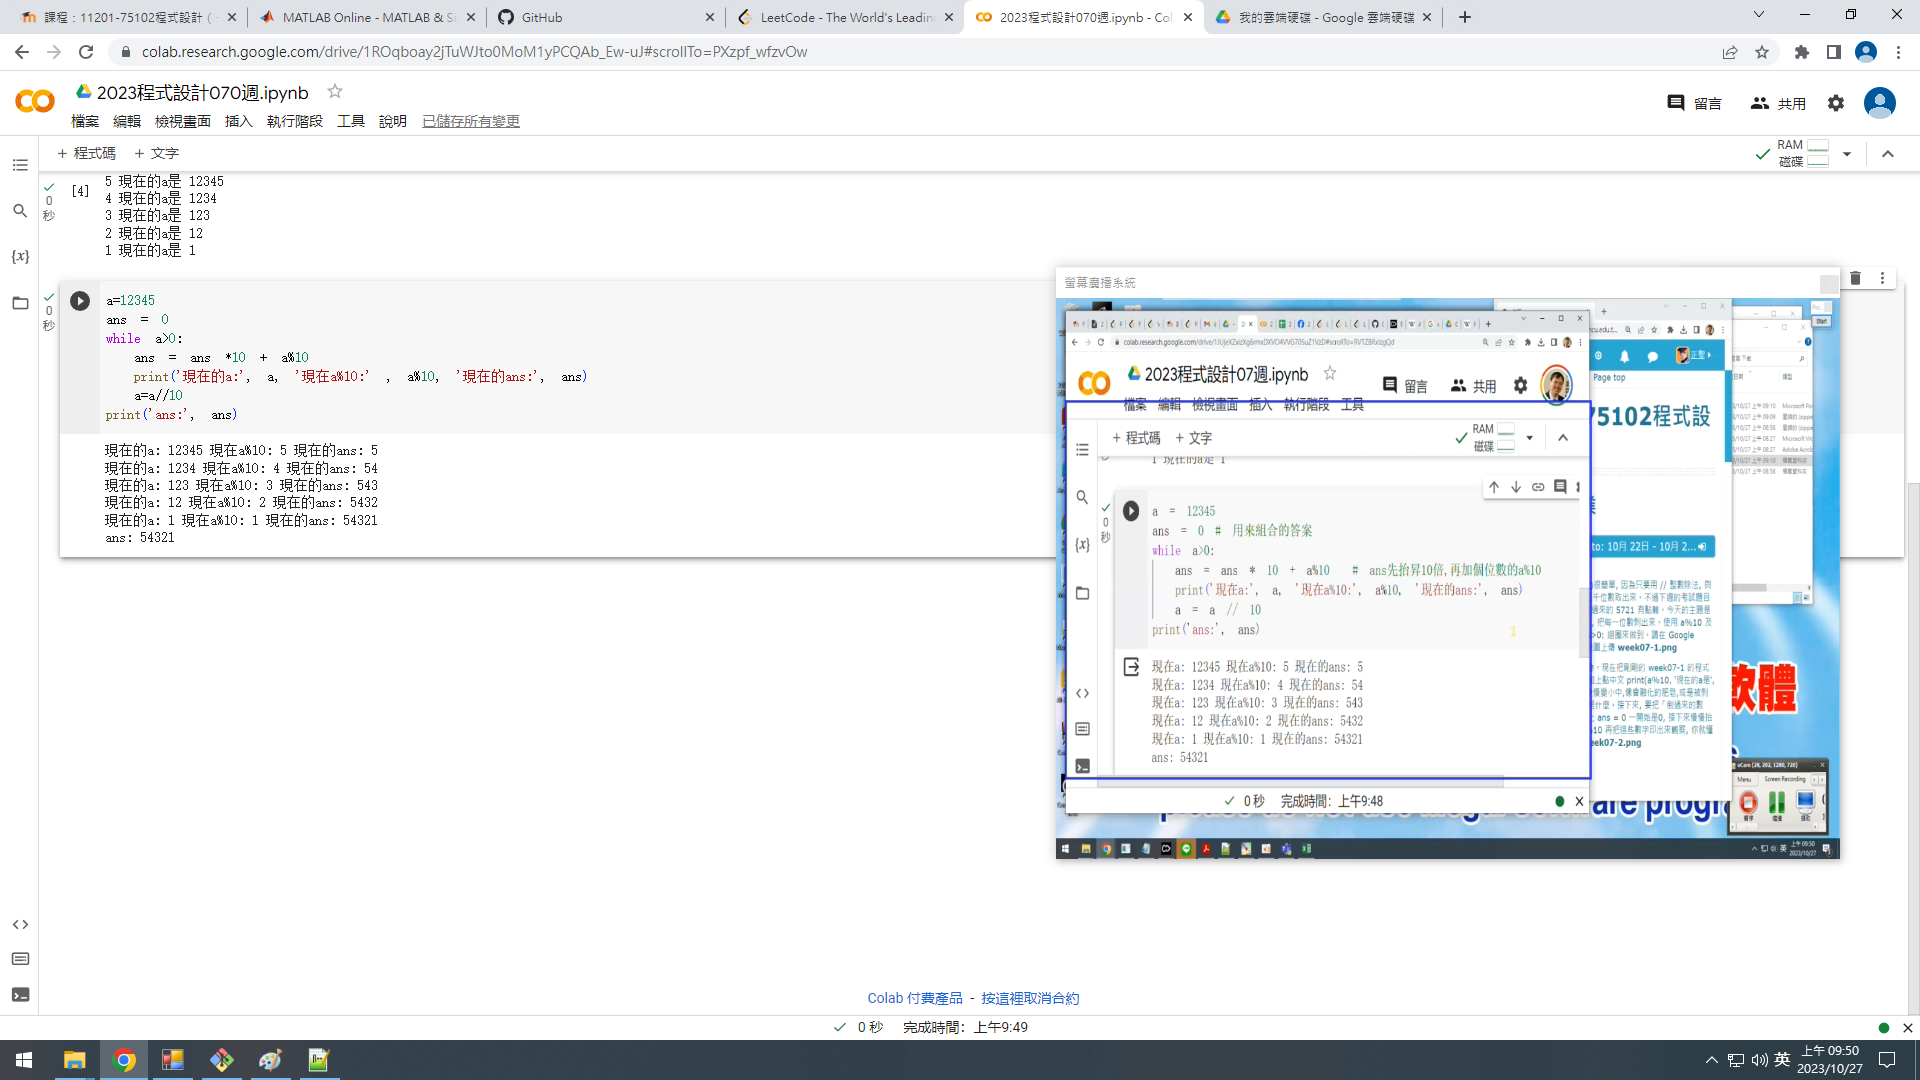 課程：11201-75102程式設計 ( -
MATLAB Online - MATLAB & Si
GitHub
LeetCode - The World's Leading
2023程式設計070週.ipynb - Co
我的雲端硬碟 - Google 雲端硬碟
colab.research.google.com/drive/1ROqboay2jTuWJto0MoM1yPCQAb_Ew-uJ#scrollTo=PXzpf_wfzvOw
2023程式設計070週.ipynb
留言
共用
檔案 編輯 檢視畫面 插入 執行階段 工具 說明 已儲存所有變更
+ 程式碼 + 文字
RAM
磁碟
[4]
0
秒
5 現在的a是 12345
4 現在的a是 1234
3 現在的a是 123
2 現在的a是 12
1 現在的a是 1
{x}
0
秒
a=12345
ans = 0
while a>0:
ans = ans *10 + a%10
print('現在的a:', a, '現在a%10:' , a%10, '現在的ans:', ans)
a=a//10
print('ans:', ans)
現在的a: 12345 現在a%10: 5 現在的ans: 5
現在的a: 1234 現在a%10: 4 現在的ans: 54
現在的a: 123 現在a%10: 3 現在的ans: 543
現在的a: 12 現在a%10: 2 現在的ans: 5432
現在的a: 1 現在a%10: 1 現在的ans: 54321
ans: 54321
螢幕廣播系統
2023程式設計07週.ipynb
留言
共用
檔案 編輯 檢視畫面 插入 執行階段 工具
+ 程式碼 + 文字
RAM
磁碟
1 現在的a是 1
{x}
0
秒
a = 12345
ans = 0 # 用來組合的答案
while a>0:
ans = ans * 10 + a%10 # ans先抬昇10倍,再加個位數的a%10
print('現在a:', a, '現在a%10:', a%10, '現在的ans:', ans)
a = a // 10
print('ans:', ans)
現在a: 12345 現在a%10: 5 現在的ans: 5
現在a: 1234 現在a%10: 4 現在的ans: 54
現在a: 123 現在a%10: 3 現在的ans: 543
現在a: 12 現在a%10: 2 現在的ans: 5432
現在a: 1 現在a%10: 1 現在的ans: 54321
ans: 54321
0 秒 完成時間: 上午9:48
Page top
75102程式設
to: 10月 22日 - 10月 2...
week07-1.png
軟體
Menu
Screen Recording
上午 09:50
2023/10/27
Colab 付費產品 - 按這裡取消合約
0 秒 完成時間: 上午9:49
英
上午 09:50
2023/10/27